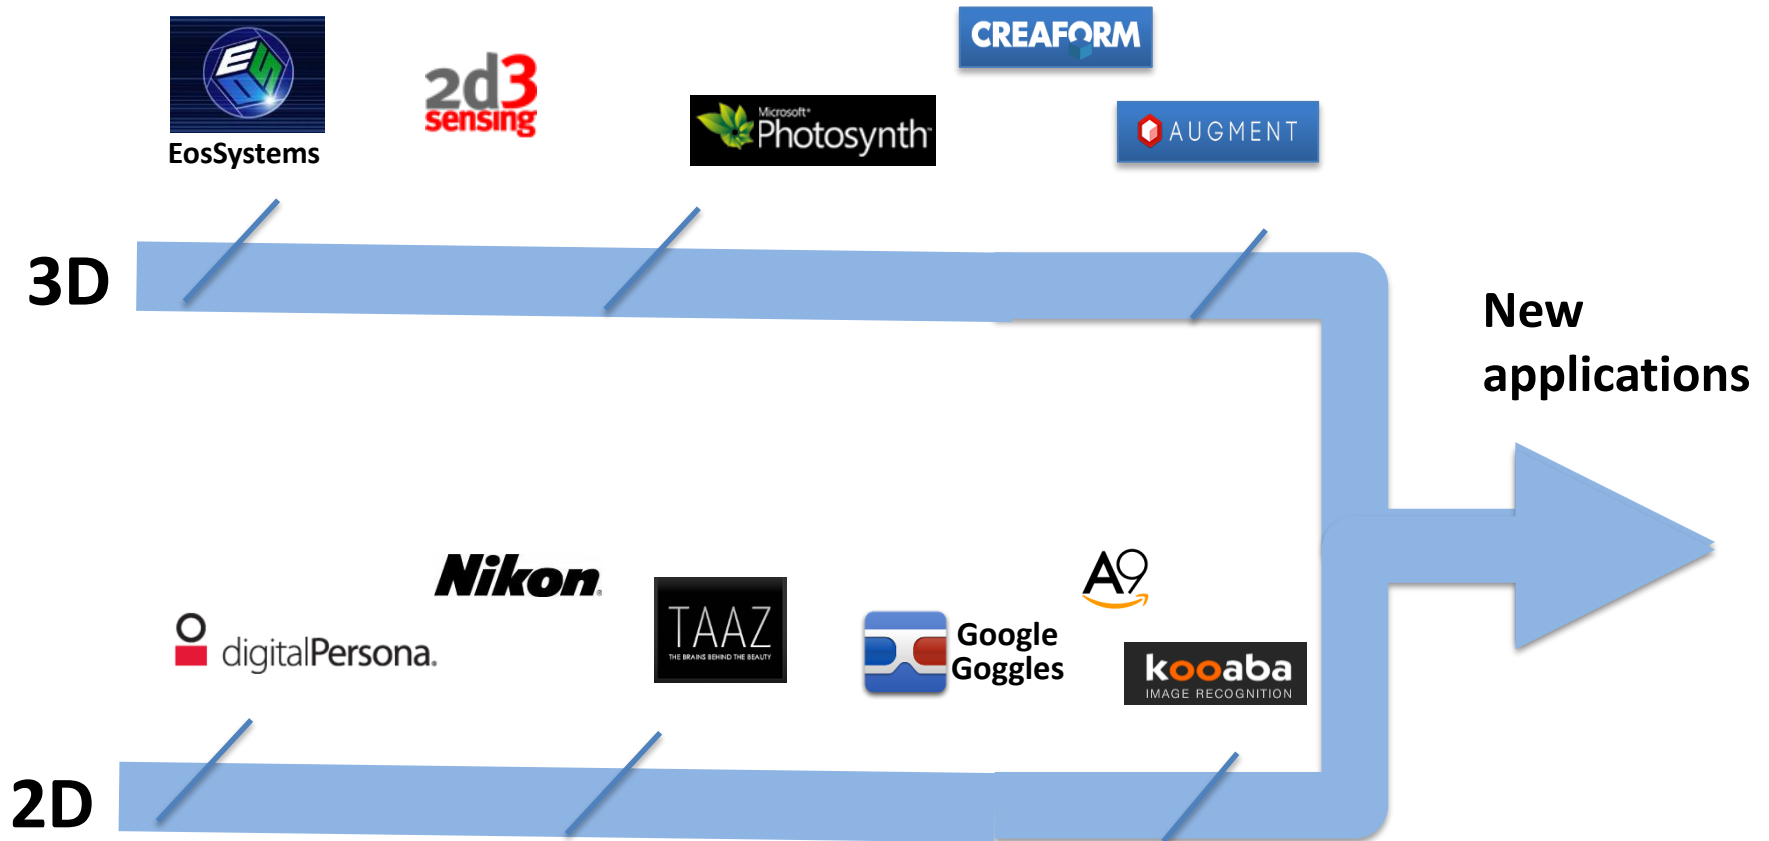 CREAFORM
2d3
sensing
Microsoft®
Photosynth™
AUGMENT
EosSystems
3D
New
applications
Nikon
A9
TAAZ
THE BRAINS BEHIND THE BEAUTY
digitalPersona.
Google
Goggles
kooaba
IMAGE RECOGNITION
2D